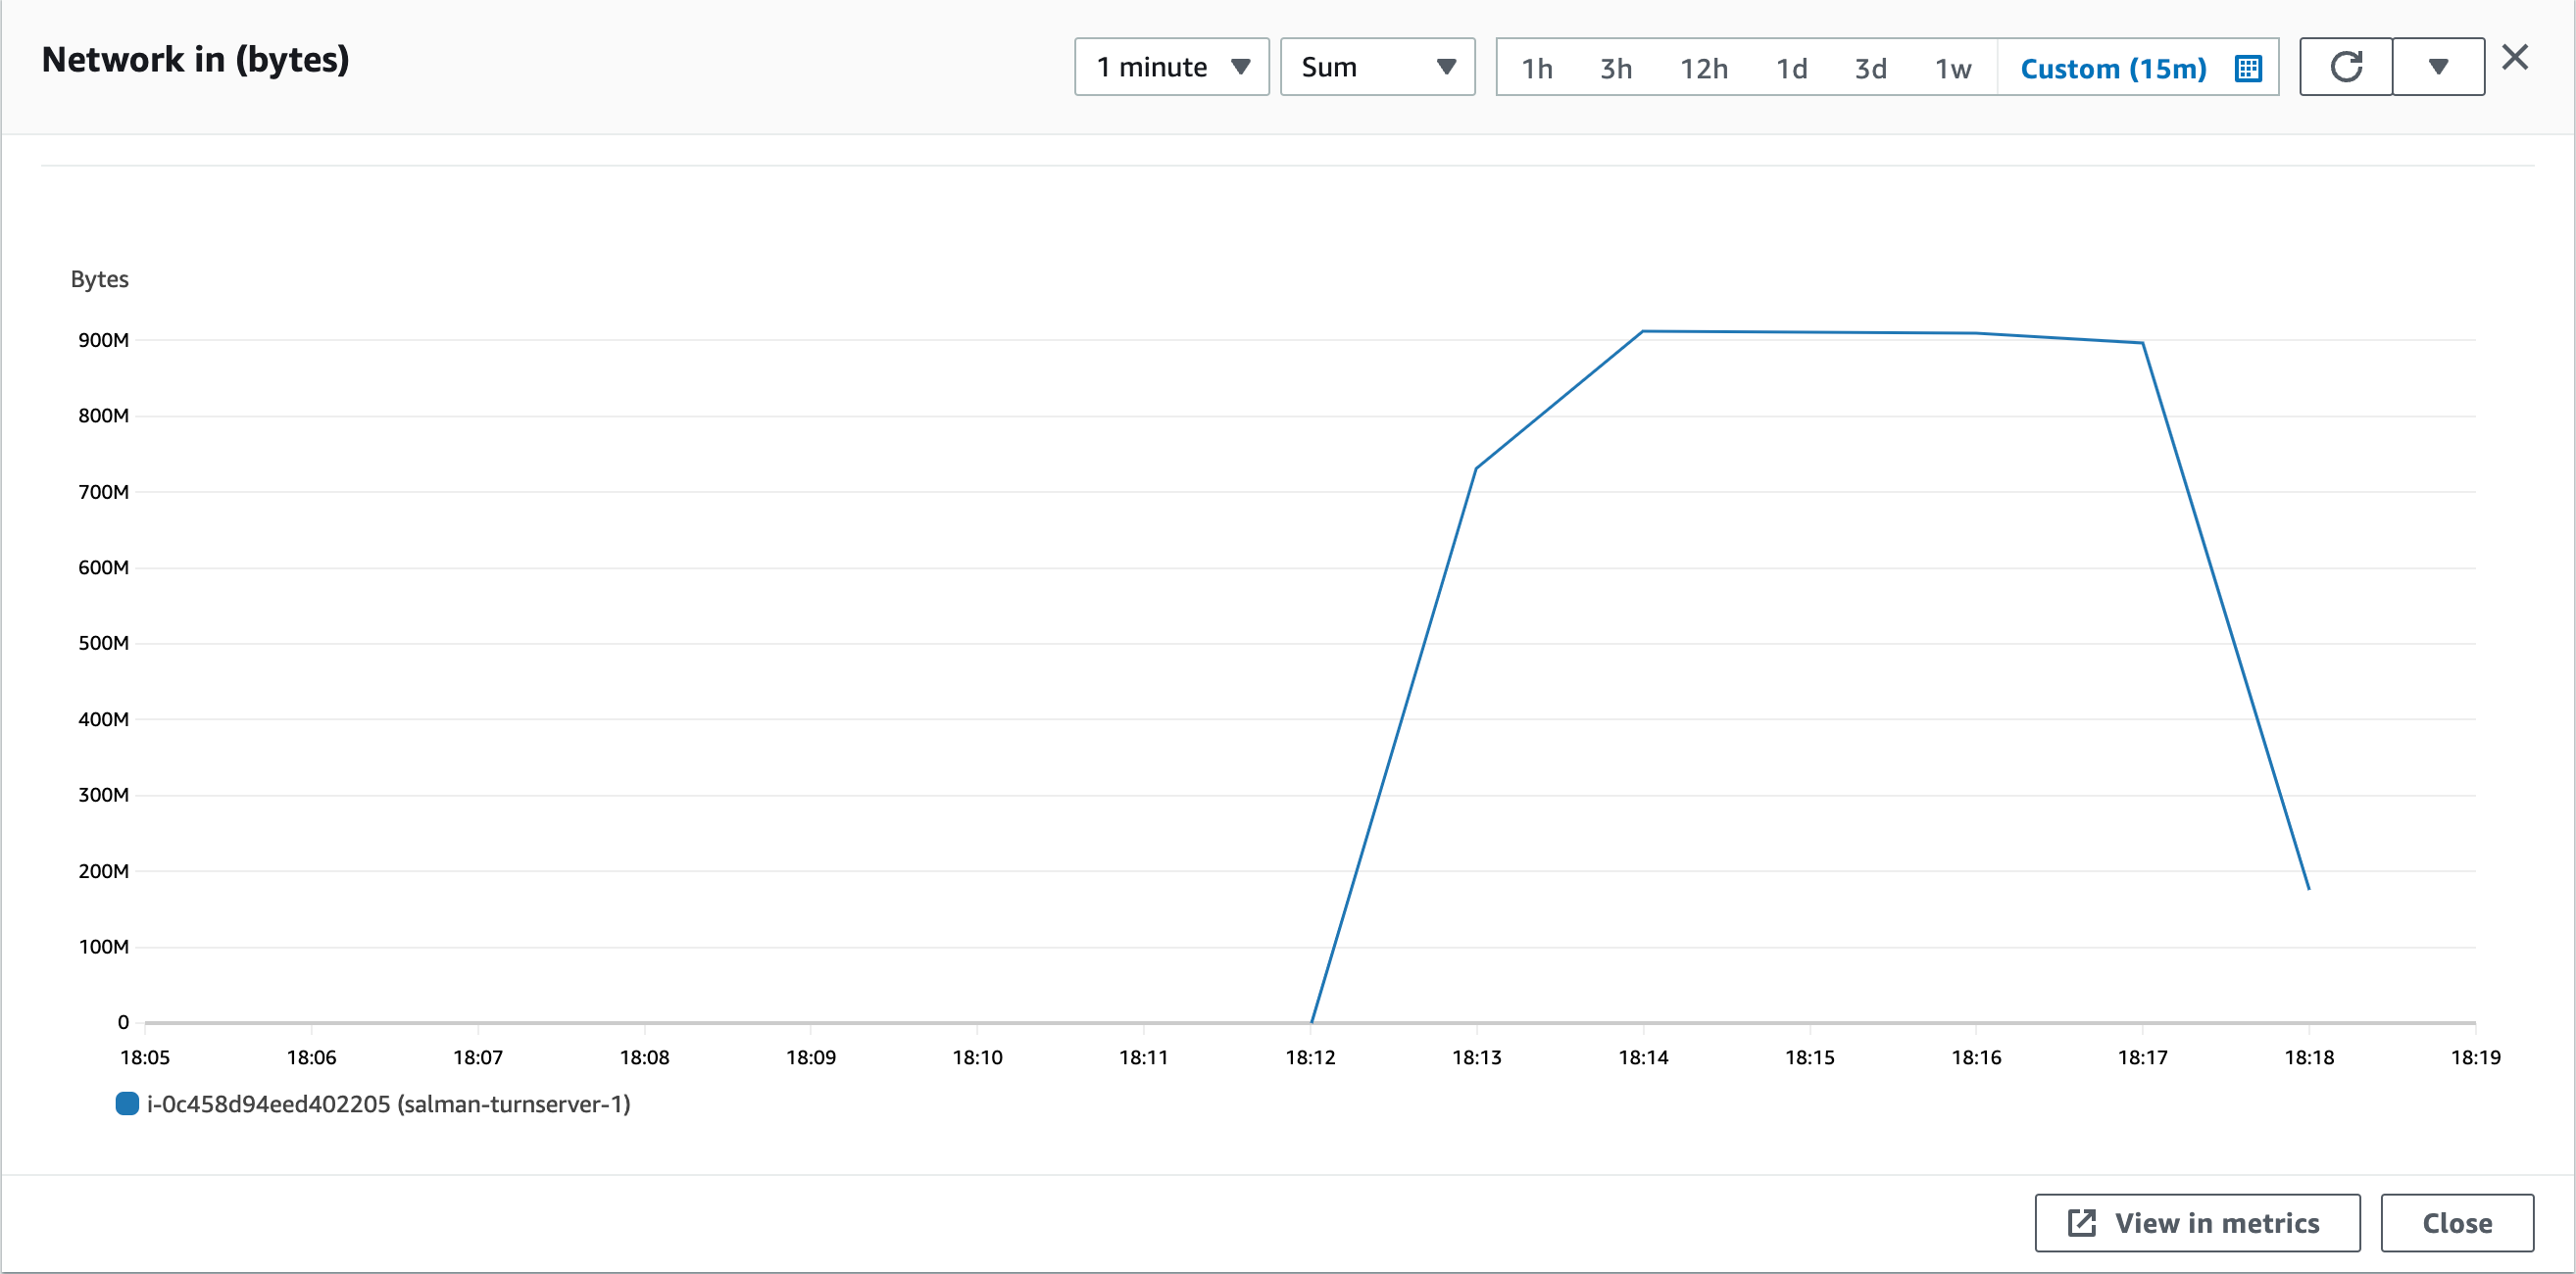 Network in (bytes)
1 minute
Sum
1h 3h 12h 1d 3d 1w Custom (15m)
Bytes
900M
800M
700M
600M
500M
400M
300M
200M
100M
0
18:05 18:06 18:07 18:08 18:09 18:10 18:11 18:12 18:13 18:14 18:15 18:16 18:17 18:18 18:19
i-0c458d94eed402205 (salman-turnserver-1)
View in metrics
Close